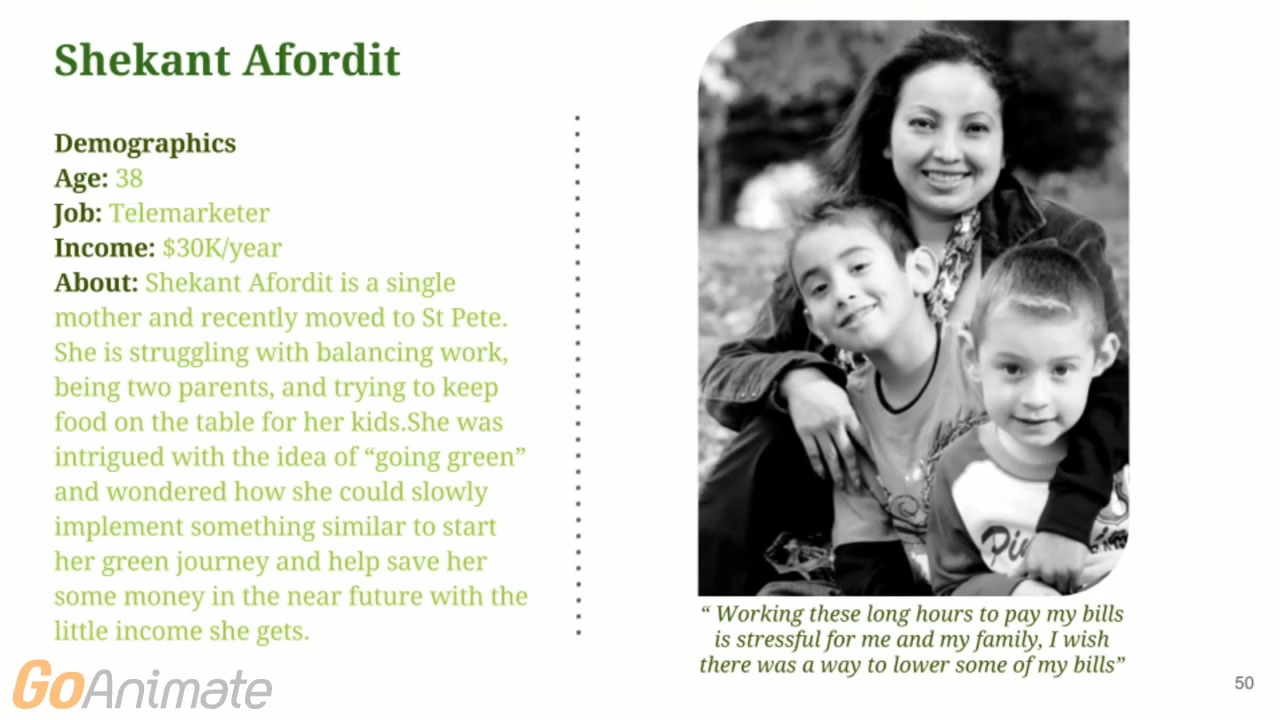 Shekant Afordit
Demographics
Age: 38
Job: Telemarketer
Income: $30K/year
About: Shekant Afordit is a single
mother and recently moved to St Pete.
She is struggling with balancing work,
being two parents, and trying to keep
food on the table for her kids.She was
intrigued with the idea of “going green”
and wondered how she could slowly
implement something similar to start
her green journey and help save her
some money in the near future with the
little income she gets.
“ Working these long hours to pay my bills
is stressful for me and my family, I wish
there was a way to lower some of my bills”
50
GoAnimate